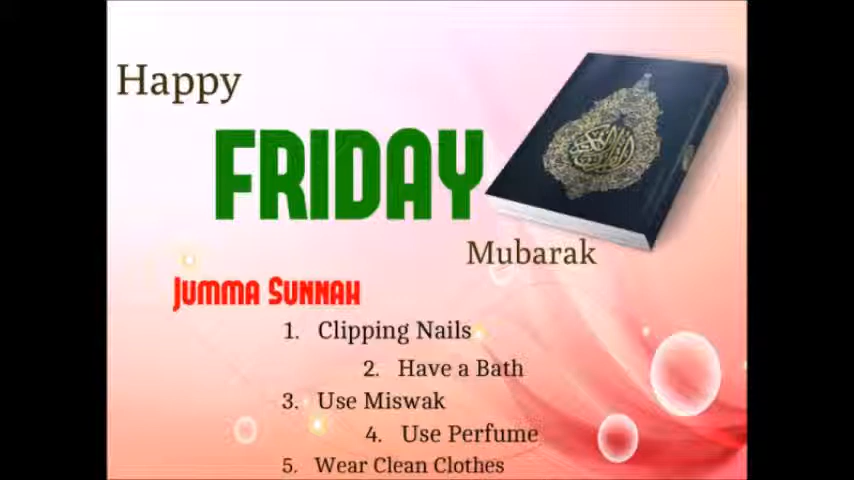 Happy
FRIDAY
Mubarak
Jumma Sunnah
1. Clipping Nails
2. Have a Bath
3. Use Miswak
4. Use Perfume
5. Wear Clean Clothes